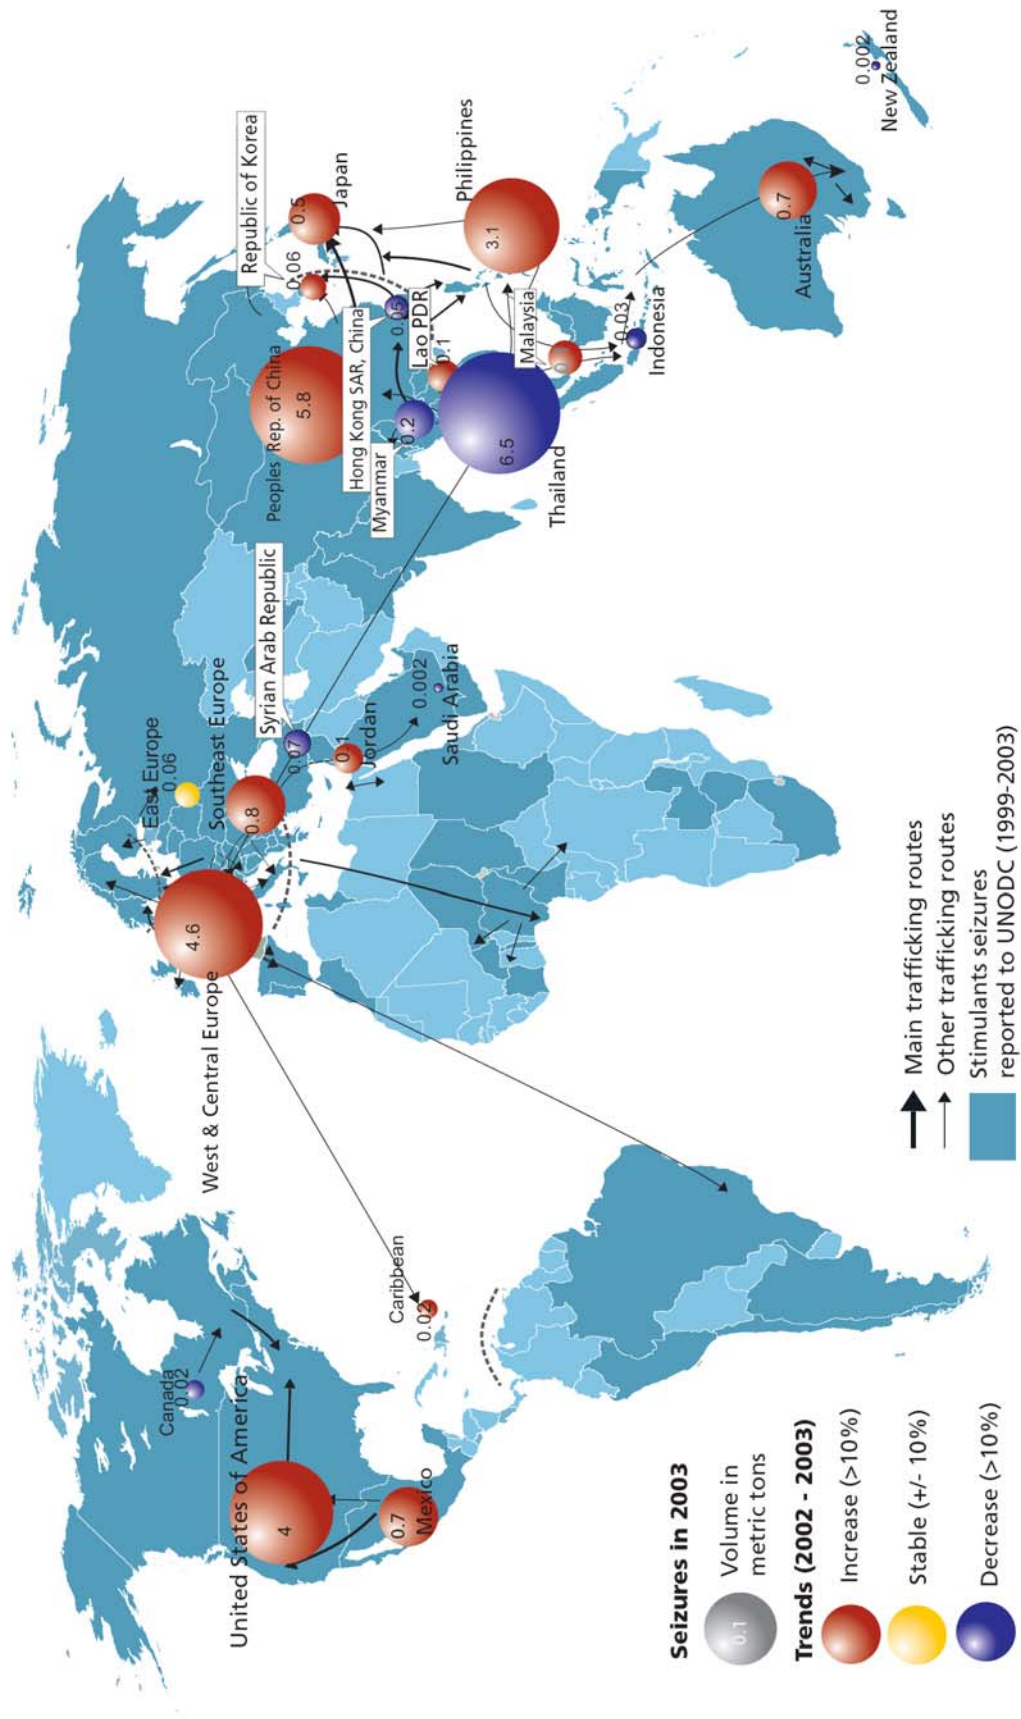 Canada
0.02
United States of America
4
Mexico
0.7
Caribbean
0.02
West & Central Europe
4.6
East Europe
0.06
Southeast Europe
0.8
Syrian Arab Republic
0.07
Jordan
0.1
Saudi Arabia
0.002
Peoples Rep. of China
5.8
Republic of Korea
0.06
Japan
0.5
Hong Kong SAR, China
0.05
Myanmar
0.2
Lao PDR
0.1
Thailand
6.5
Philippines
3.1
Malaysia
Indonesia
0.03
Australia
0.7
New Zealand
0.002
Seizures in 2003
0.1
Volume in
metric tons
Trends (2002 - 2003)
Increase (>10%)
Stable (+/- 10%)
Decrease (>10%)
Main trafficking routes
Other trafficking routes
Stimulants seizures
reported to UNODC (1999-2003)